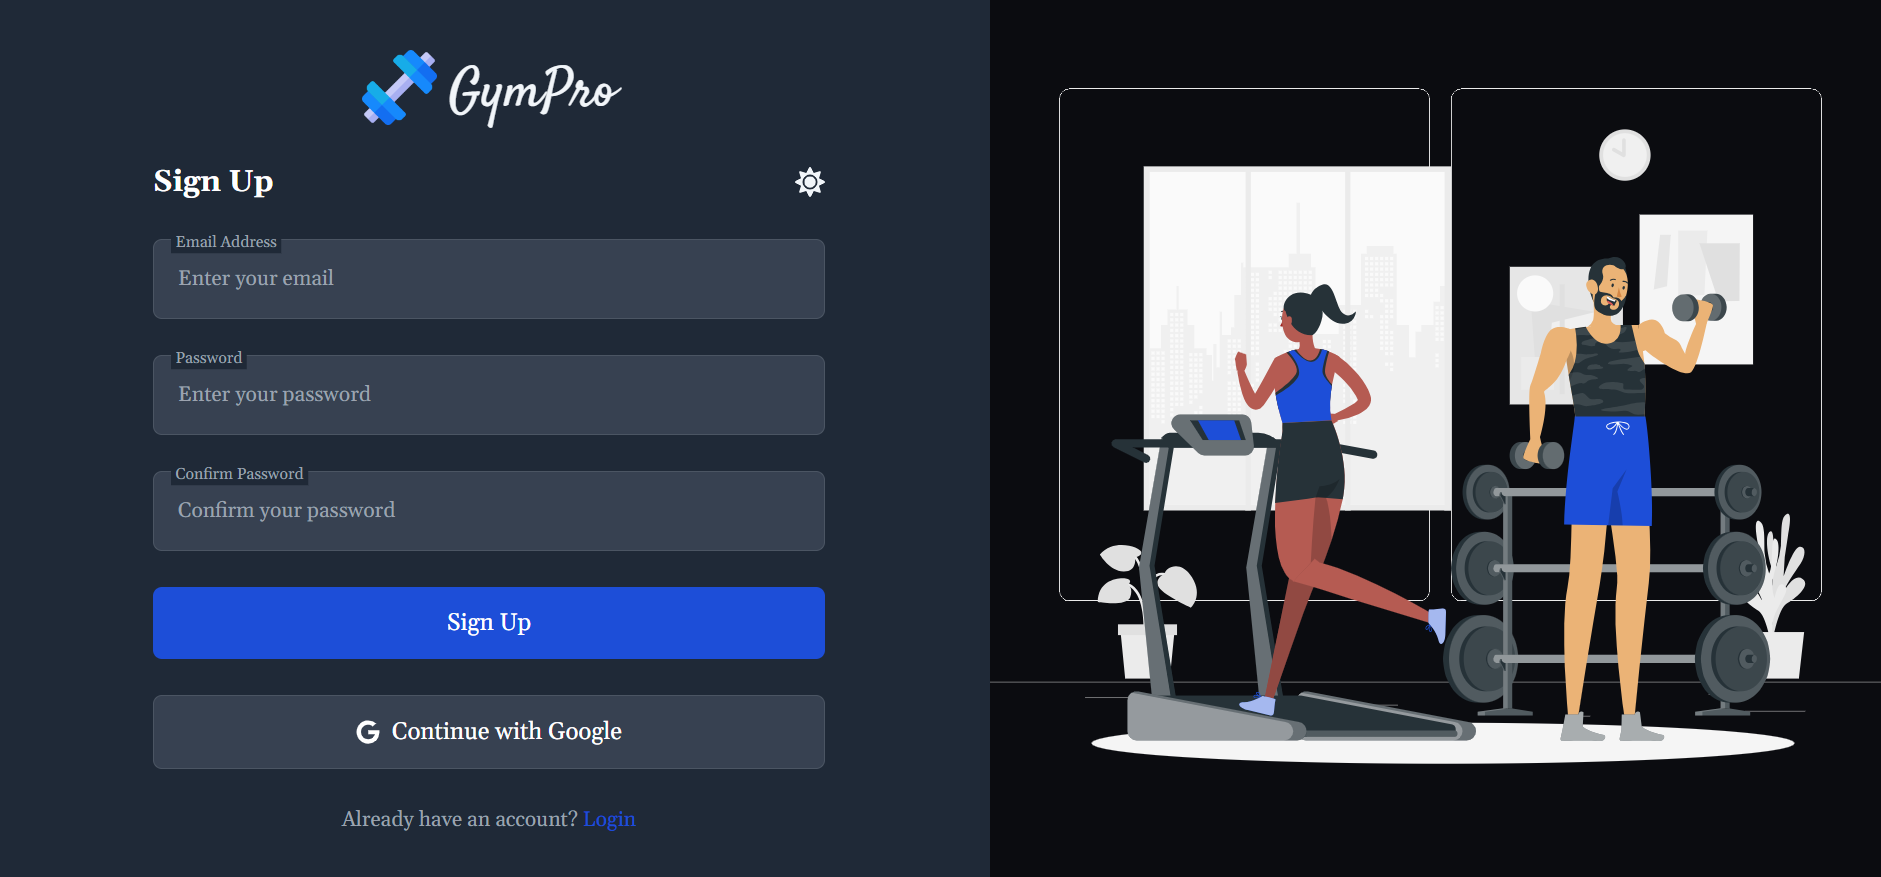 GymPro
Sign Up
Email Address
Enter your email
Password
Enter your password
Confirm Password
Confirm your password
Sign Up
Continue with Google
Already have an account? Login